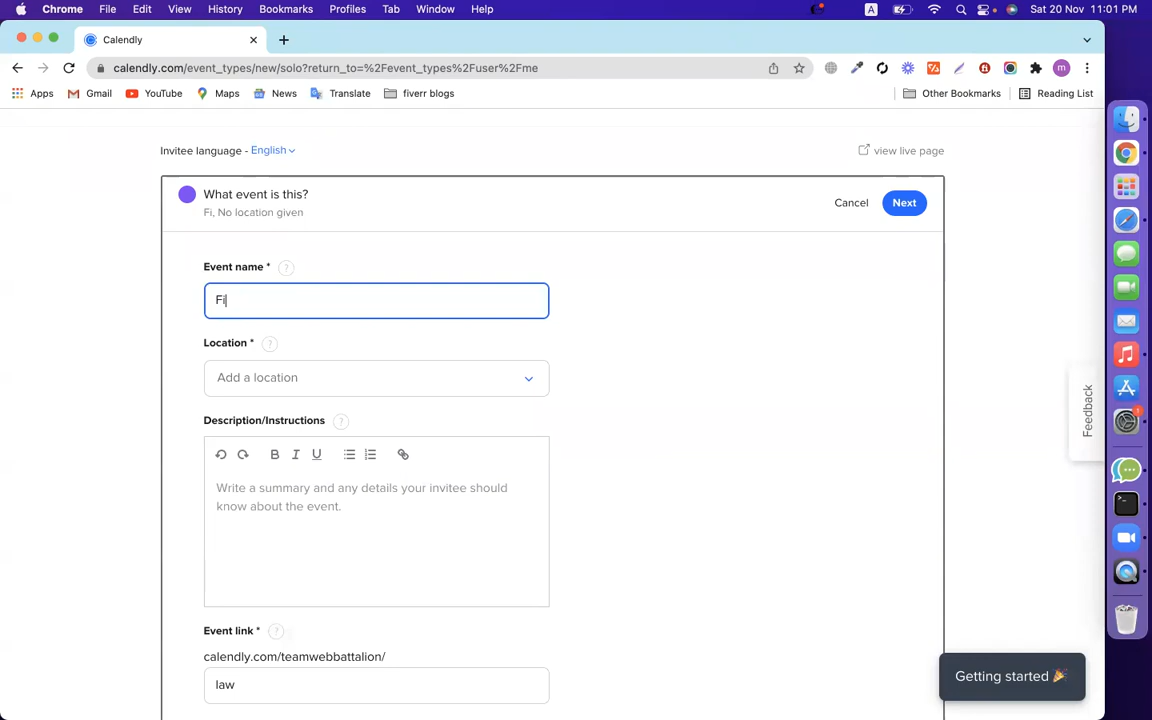 Chrome File Edit View History Bookmarks Profiles Tab Window Help
A
Sat 20 Nov 11:01 PM
Calendly
calendly.com/event_types/new/solo?return_to=%2Fevent_types%2Fuser%2Fme
m
Apps Gmail YouTube Maps News Translate fiverr blogs Other Bookmarks Reading List
Invitee language - English
view live page
What event is this?
Fi, No location given
Cancel
Next
Event name * ?
Fi
Location * ?
Add a location
Description/Instructions ?
B I U
Write a summary and any details your invitee should
know about the event.
Event link * ?
calendly.com/teamwebbattalion/
law
Feedback
1
Getting started 🎉